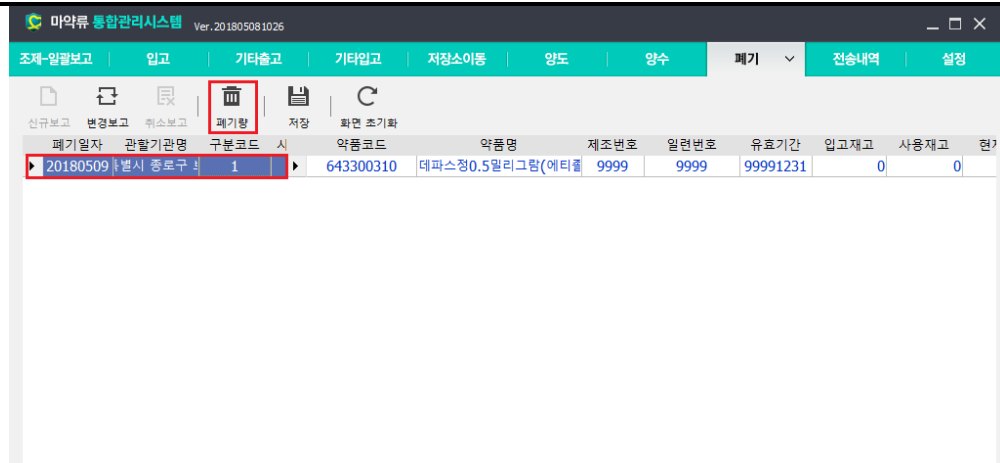 마약류 통합관리시스템 Ver.201805081026
조제-일괄보고 입고 기타출고 기타입고 저장소이동 양도 양수 폐기 전송내역 설정
신규보고 변경보고 취소보고 폐기량 저장 화면 초기화
폐기일자 관할기관명 구분코드 약품코드 약품명 제조번호 일련번호 유효기간 입고재고 사용재고
20180509 별시 종로구 1 643300310 데파스정0.5밀리그람(에티졸 9999 9999 99991231 0 0